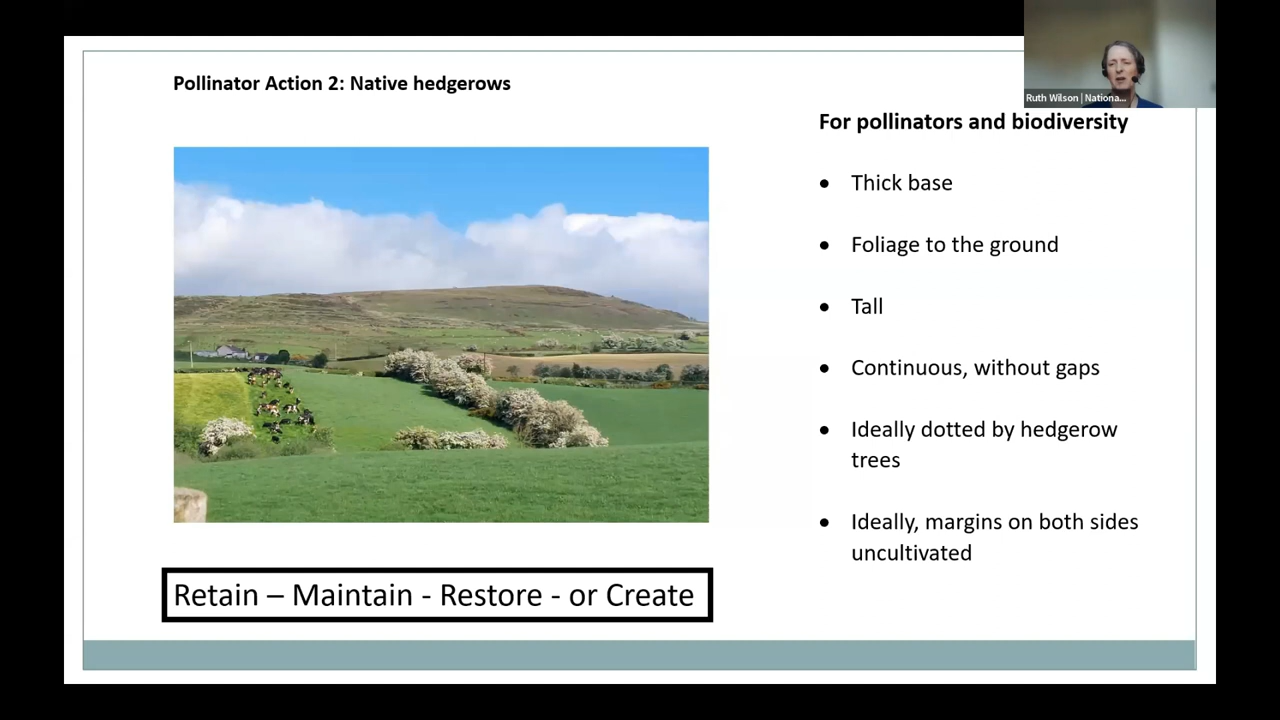 Pollinator Action 2: Native hedgerows
Ruth Wilson | Nationa...
For pollinators and biodiversity
• Thick base
• Foliage to the ground
• Tall
• Continuous, without gaps
• Ideally dotted by hedgerow
trees
• Ideally, margins on both sides
uncultivated
Retain – Maintain - Restore - or Create